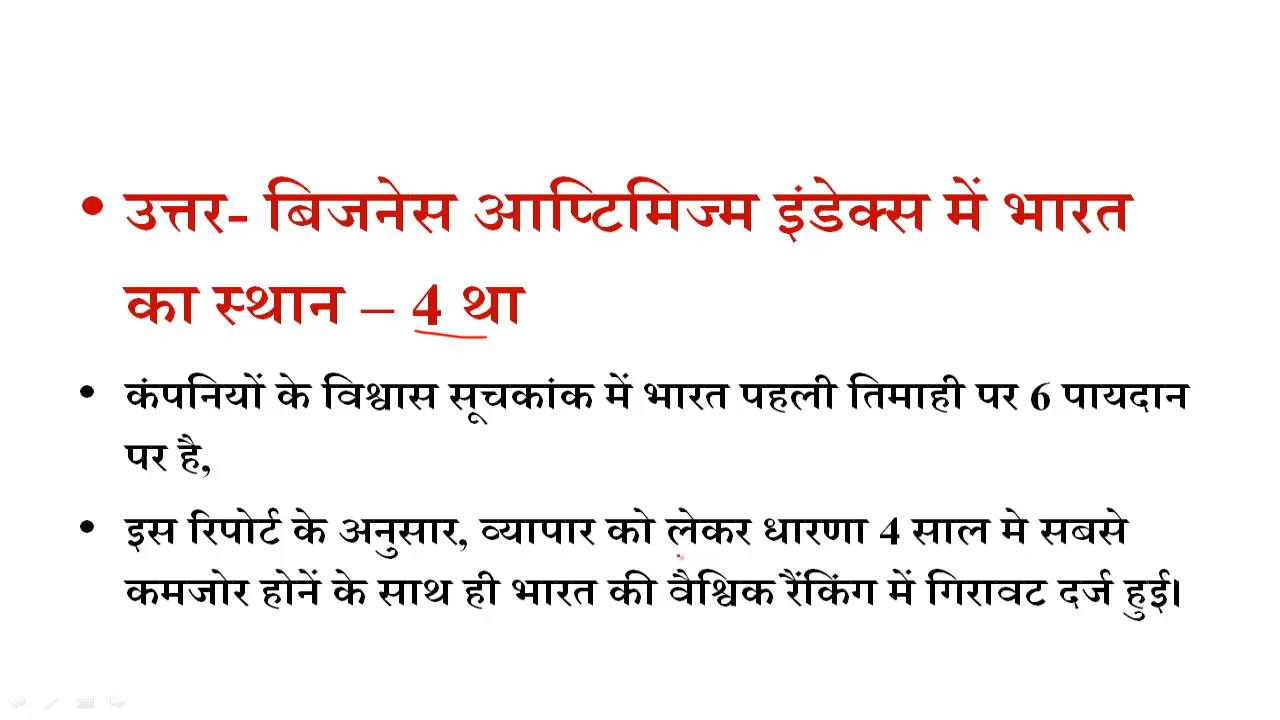 • उत्तर- बिजनेस आप्टिमिज्म इंडेक्स में भारत
का स्थान – 4 था
• कंपनियों के विश्वास सूचकांक में भारत पहली तिमाही पर 6 पायदान
पर है,
• इस रिपोर्ट के अनुसार, व्यापार को लेकर धारणा 4 साल मे सबसे
कमजोर होनें के साथ ही भारत की वैश्विक रैंकिंग में गिरावट दर्ज हुई।